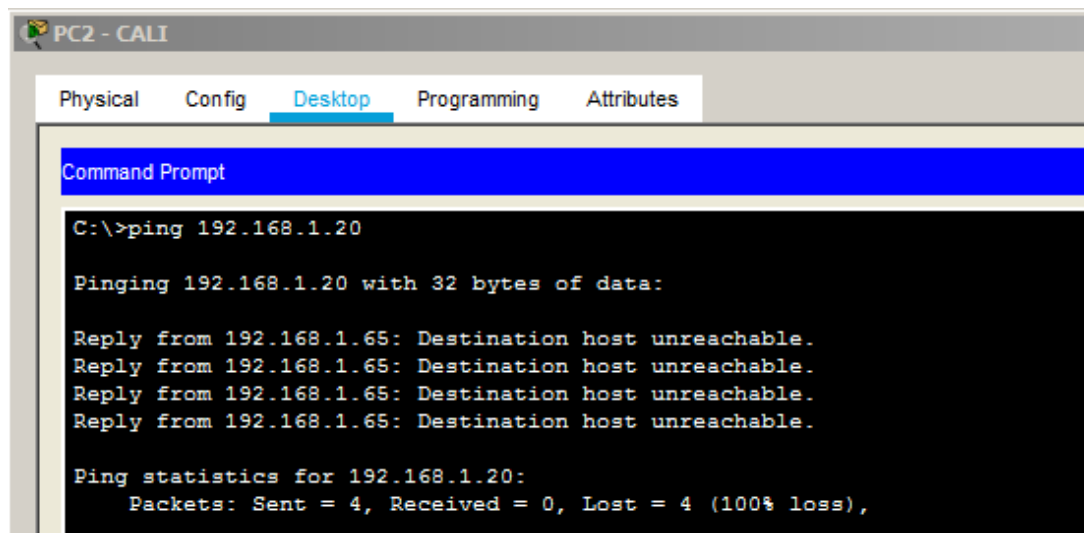 PC2 - CALI
Physical Config Desktop Programming Attributes
Command Prompt
C:\>ping 192.168.1.20
Pinging 192.168.1.20 with 32 bytes of data:
Reply from 192.168.1.65: Destination host unreachable.
Reply from 192.168.1.65: Destination host unreachable.
Reply from 192.168.1.65: Destination host unreachable.
Reply from 192.168.1.65: Destination host unreachable.
Ping statistics for 192.168.1.20:
Packets: Sent = 4, Received = 0, Lost = 4 (100% loss),